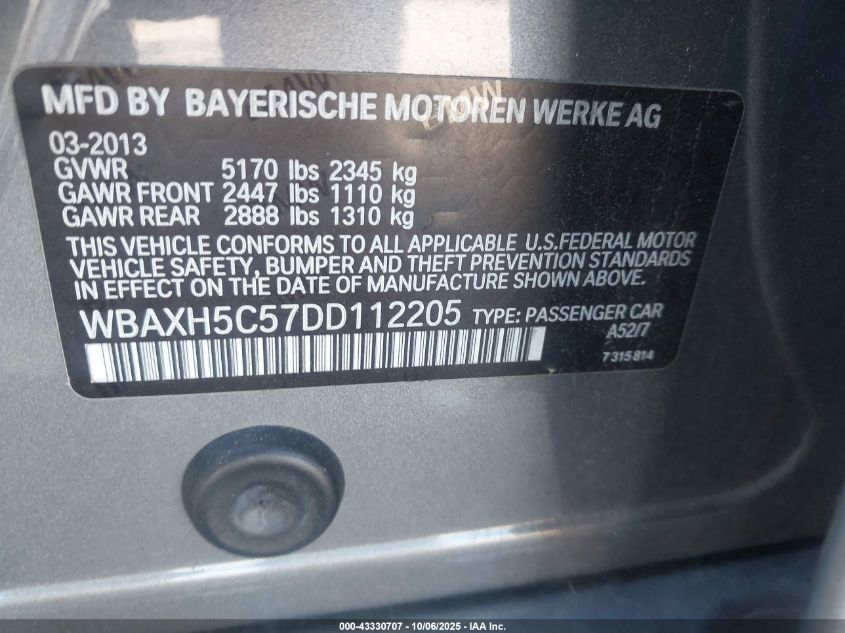 MFD BY BAYERISCHE MOTOREN WERKE AG
03-2013
GVWR 5170 lbs 2345 kg
GAWR FRONT 2447 lbs 1110 kg
GAWR REAR 2888 lbs 1310 kg
THIS VEHICLE CONFORMS TO ALL APPLICABLE U.S.FEDERAL MOTOR
VEHICLE SAFETY, BUMPER AND THEFT PREVENTION STANDARDS
IN EFFECT ON THE DATE OF MANUFACTURE SHOWN ABOVE.
WBAXH5C57DD112205 TYPE: PASSENGER CAR
A52/7
7315814
000-43330707 - 10/06/2025 - IAA Inc.